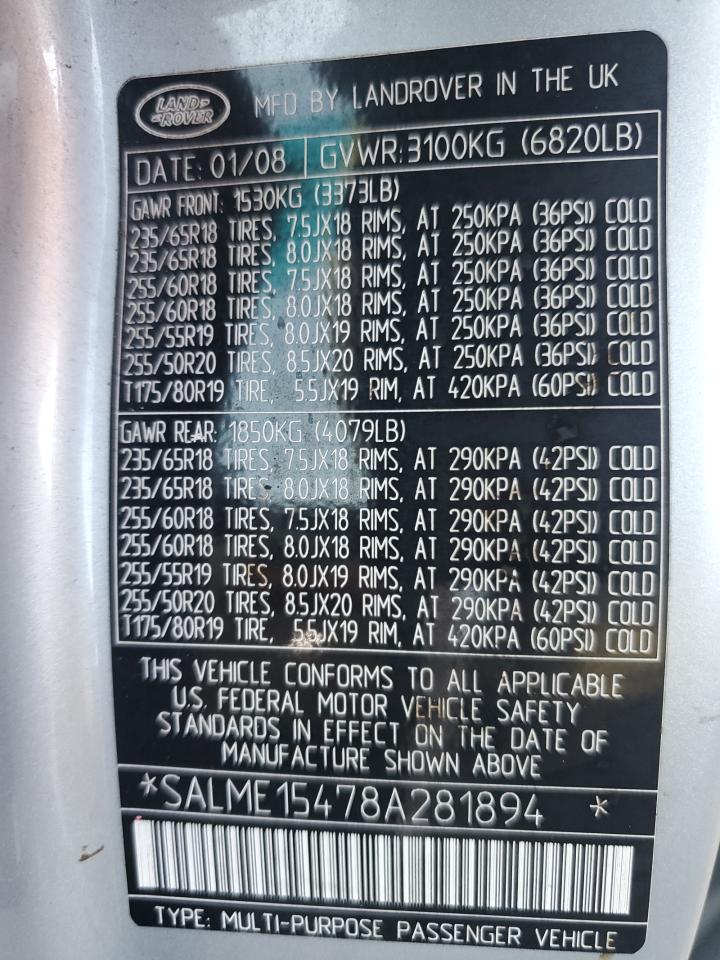 LAND-
-ROVER
MFD BY LANDROVER IN THE UK
DATE: 01/08 GVWR:3100KG (6820LB)
GAWR FRONT: 1530KG (3373LB)
235/65R18 TIRES, 7.5JX18 RIMS, AT 250KPA (36PSI) COLD
235/65R18 TIRES, 8.0JX18 RIMS, AT 250KPA (36PSI) COLD
255/60R18 TIRES, 7.5JX18 RIMS, AT 250KPA (36PSI) COLD
255/60R18 TIRES, 8.0JX18 RIMS, AT 250KPA (36PSI) COLD
255/55R19 TIRES, 8.0JX19 RIMS, AT 250KPA (36PSI) COLD
255/50R20 TIRES, 8.5JX20 RIMS, AT 250KPA (36PSI) COLD
T175/80R19 TIRE, 5.5JX19 RIM, AT 420KPA (60PSI) COLD
GAWR REAR: 1850KG (4079LB)
235/65R18 TIRES, 7.5JX18 RIMS, AT 290KPA (42PSI) COLD
235/65R18 TIRES, 8.0JX18 RIMS, AT 290KPA (42PSI) COLD
255/60R18 TIRES, 7.5JX18 RIMS, AT 290KPA (42PSI) COLD
255/60R18 TIRES, 8.0JX18 RIMS, AT 290KPA (42PSI) COLD
255/55R19 TIRES, 8.0JX19 RIMS, AT 290KPA (42PSI) COLD
255/50R20 TIRES, 8.5JX20 RIMS, AT 290KPA (42PSI) COLD
T175/80R19 TIRE, 5.5JX19 RIM, AT 420KPA (60PSI) COLD
THIS VEHICLE CONFORMS TO ALL APPLICABLE
U.S. FEDERAL MOTOR VEHICLE SAFETY
STANDARDS IN EFFECT ON THE DATE OF
MANUFACTURE SHOWN ABOVE
*SALME15478A281894 *
TYPE: MULTI-PURPOSE PASSENGER VEHICLE